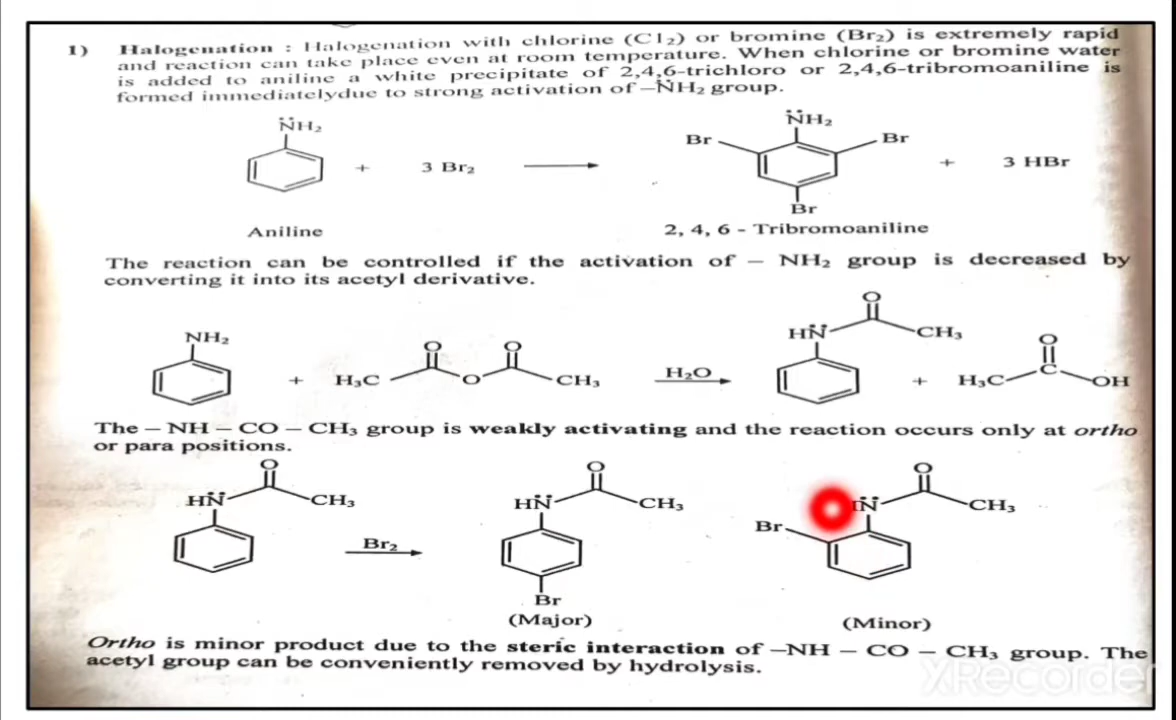 1) Halogenation : Halogenation with chlorine (Cl₂) or bromine (Br₂) is extremely rapid
and reaction can take place even at room temperature. When chlorine or bromine water
is added to aniline a white precipitate of 2,4,6-trichloro or 2,4,6-tribromoaniline is
formed immediatelydue to strong activation of –N̈H₂ group.
N̈H₂
N̈H₂
Br
Br
+
3 Br₂
+
3 HBr
Br
Aniline
2, 4, 6 - Tribromoaniline
The reaction can be controlled if the activation of – NH₂ group is decreased by
converting it into its acetyl derivative.
NH₂
+
H₃C
O
O
O
CH₃
H₂O
HN̈
O
CH₃
+
H₃C
O
C
OH
The – NH – CO – CH₃ group is weakly activating and the reaction occurs only at ortho
or para positions.
HN̈
O
CH₃
Br₂
HN̈
O
CH₃
Br
(Major)
Br
N̈
O
CH₃
(Minor)
Ortho is minor product due to the steric interaction of –NH – CO – CH₃ group. The
acetyl group can be conveniently removed by hydrolysis.
XRecorder